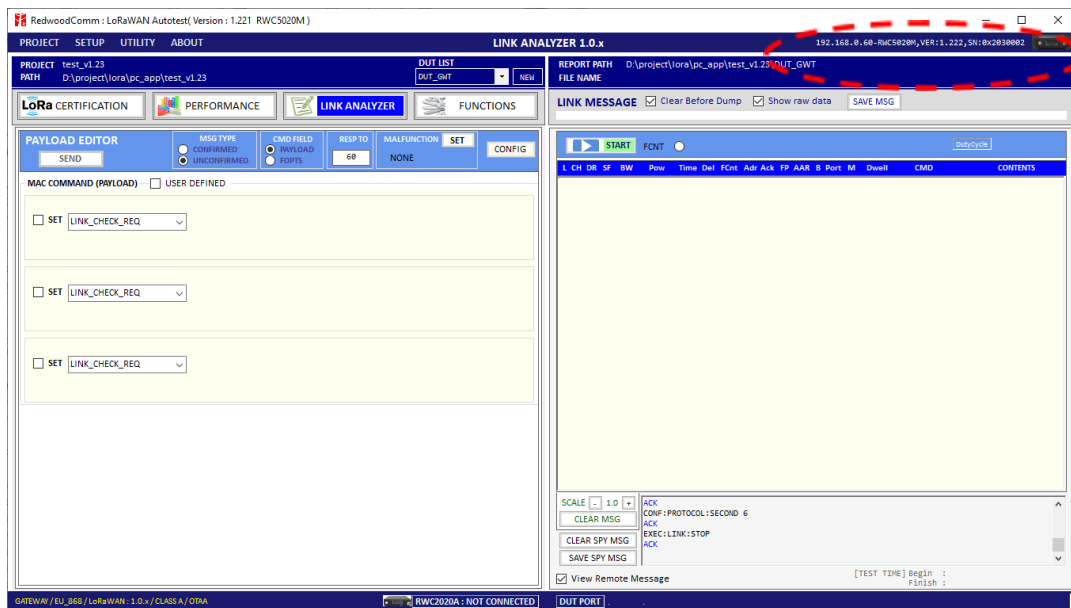 RedwoodComm : LoRaWAN Autotest( Version : 1.221 RWC5020M )
PROJECT SETUP UTILITY ABOUT
LINK ANALYZER 1.0.x
192.168.0.60-RWC5020M,VER:1.222,SN:0x2030002
PROJECT test_v1.23
PATH D:\project\lora\pc_app\test_v1.23
DUT LIST
DUT_GWT
NEW
REPORT PATH D:\project\lora\pc_app\test_v1.23\DUT_GWT
FILE NAME
LoRa CERTIFICATION
PERFORMANCE
LINK ANALYZER
FUNCTIONS
LINK MESSAGE Clear Before Dump Show raw data SAVE MSG
PAYLOAD EDITOR
SEND
MSG TYPE
CONFIRMED
UNCONFIRMED
CMD FIELD
PAYLOAD
FOPTS
RESP TO
60
MALFUNCTION SET
NONE
CONFIG
MAC COMMAND (PAYLOAD) USER DEFINED
SET LINK_CHECK_REQ
SET LINK_CHECK_REQ
SET LINK_CHECK_REQ
START FCNT
DutyCycle
L CH DR SF BW Pow Time Del FCnt Adr Ack FP AAR B Port M Dwell CMD CONTENTS
SCALE - 1.0 +
CLEAR MSG
CLEAR SPY MSG
SAVE SPY MSG
ACK
CONF:PROTOCOL:SECOND 6
ACK
EXEC:LINK:STOP
ACK
View Remote Message
[TEST TIME] Begin :
Finish :
GATEWAY / EU_868 / LoRaWAN : 1.0.x / CLASS A / OTAA
RWC2020A : NOT CONNECTED
DUT PORT